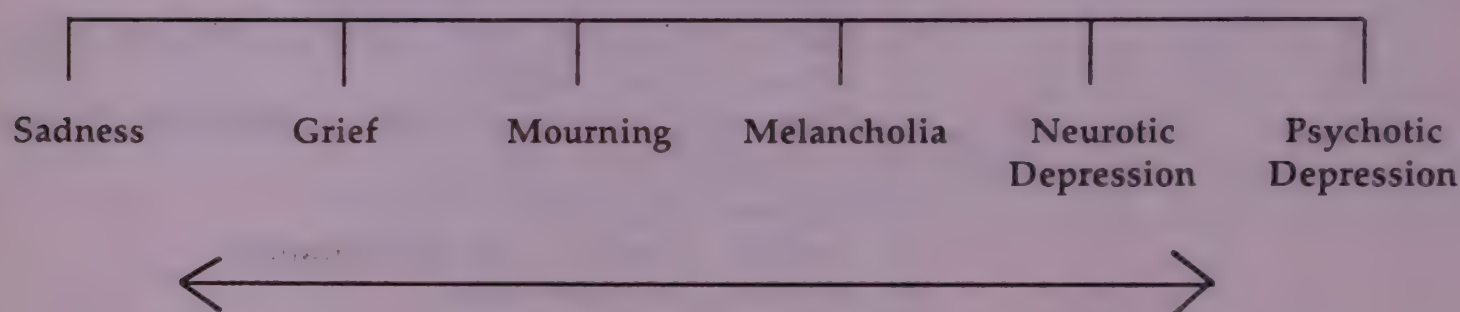 Sadness Grief Mourning Melancholia Neurotic Psychotic
Depression Depression